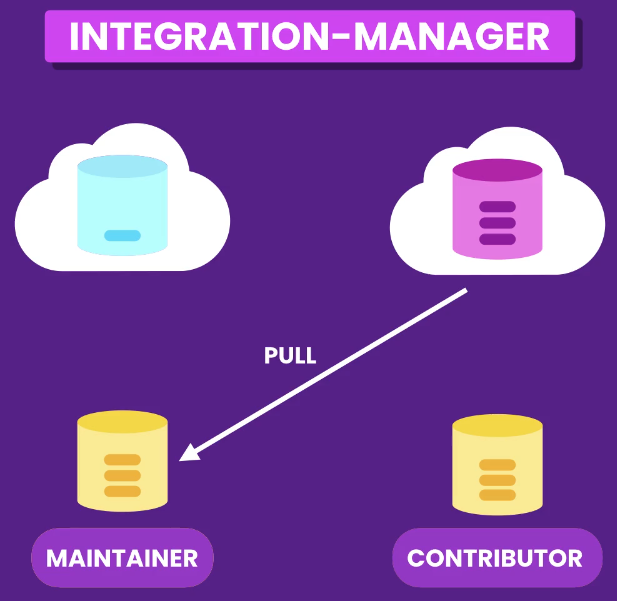 INTEGRATION-MANAGER
PULL
MAINTAINER
CONTRIBUTOR